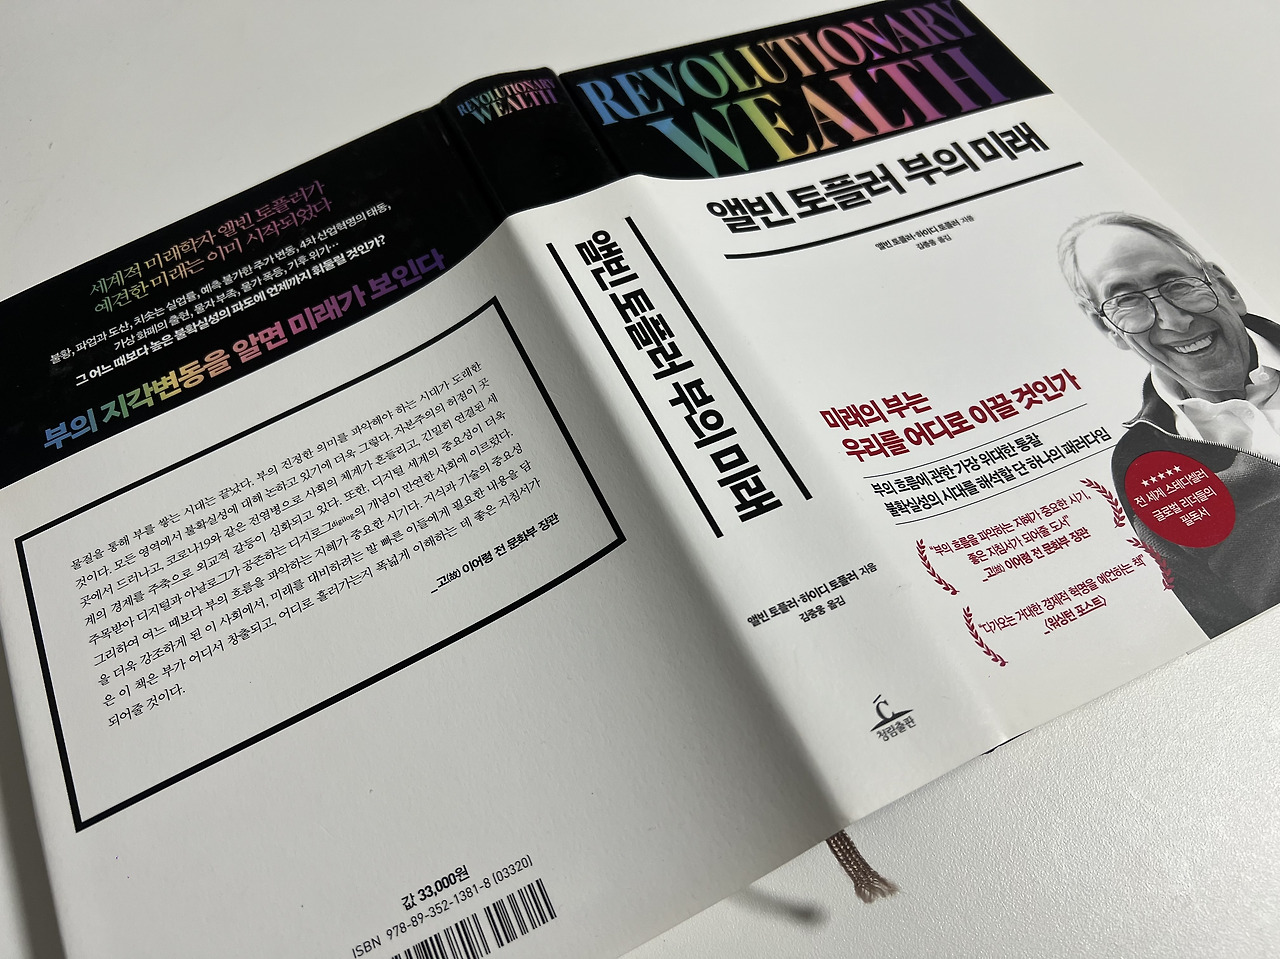 REVOLUTIONARY
WEALTH
앨빈 토플러 부의 미래
앨빈 토플러·하이디 토플러 지음
김중웅 옮김
미래의 부는
우리를 어디로 이끌 것인가
부의 흐름에 관한 가장 위대한 통찰
불확실성의 시대를 해석할 단 하나의 패러다임
"부의 흐름을 파악하는 지혜가 중요한 시기,
좋은 지침서가 되어줄 도서"
_고(故) 이어령 전 문화부 장관
"다가오는 거대한 경제적 혁명을 예언하는 책"
_〈워싱턴 포스트〉
★★★★★
전 세계 스테디셀러
글로벌 리더들의
필독서
REVOLUTIONARY
WEALTH
앨빈 토플러 부의 미래
앨빈 토플러·하이디 토플러 지음
김중웅 옮김
청림출판
세계적 미래학자 앨빈 토플러가
예견한 미래는 이미 시작되었다
불황, 파업과 도산, 치솟는 실업률, 예측 불가한 주가 변동, 4차 산업혁명의 태동,
가상 화폐의 출현, 물자 부족, 물가 폭등, 기후 위기…
그 어느 때보다 높은 불확실성의 파도에 언제까지 휘둘릴 것인가?
부의 지각변동을 알면 미래가 보인다
물질을 통해 부를 쌓는 시대는 끝났다. 부의 진정한 의미를 파악해야 하는 시대가 도래한
것이다. 모든 영역에서 불확실성에 대해 논하고 있기에 더욱 그렇다. 자본주의의 허점이 곳
곳에서 드러나고, 코로나19와 같은 전염병으로 사회의 체제가 흔들리고, 긴밀히 연결된 세
계의 경제를 주축으로 외교적 갈등이 심화되고 있다. 또한, 디지털 세계의 중요성이 더욱
주목받아 디지털과 아날로그가 공존하는 디지로그digilog의 개념이 만연한 사회에 이르렀다.
그리하여 여느 때보다 부의 흐름을 파악하는 지혜가 중요한 시기다. 지식과 기술의 중요성
을 더욱 강조하게 된 이 사회에서, 미래를 대비하려는 발 빠른 이들에게 필요한 내용을 담
은 이 책은 부가 어디서 창출되고, 어디로 흘러가는지 폭넓게 이해하는 데 좋은 지침서가
되어줄 것이다.
_고(故) 이어령 전 문화부 장관
값 33,000원
ISBN 978-89-352-1381-8 (03320)